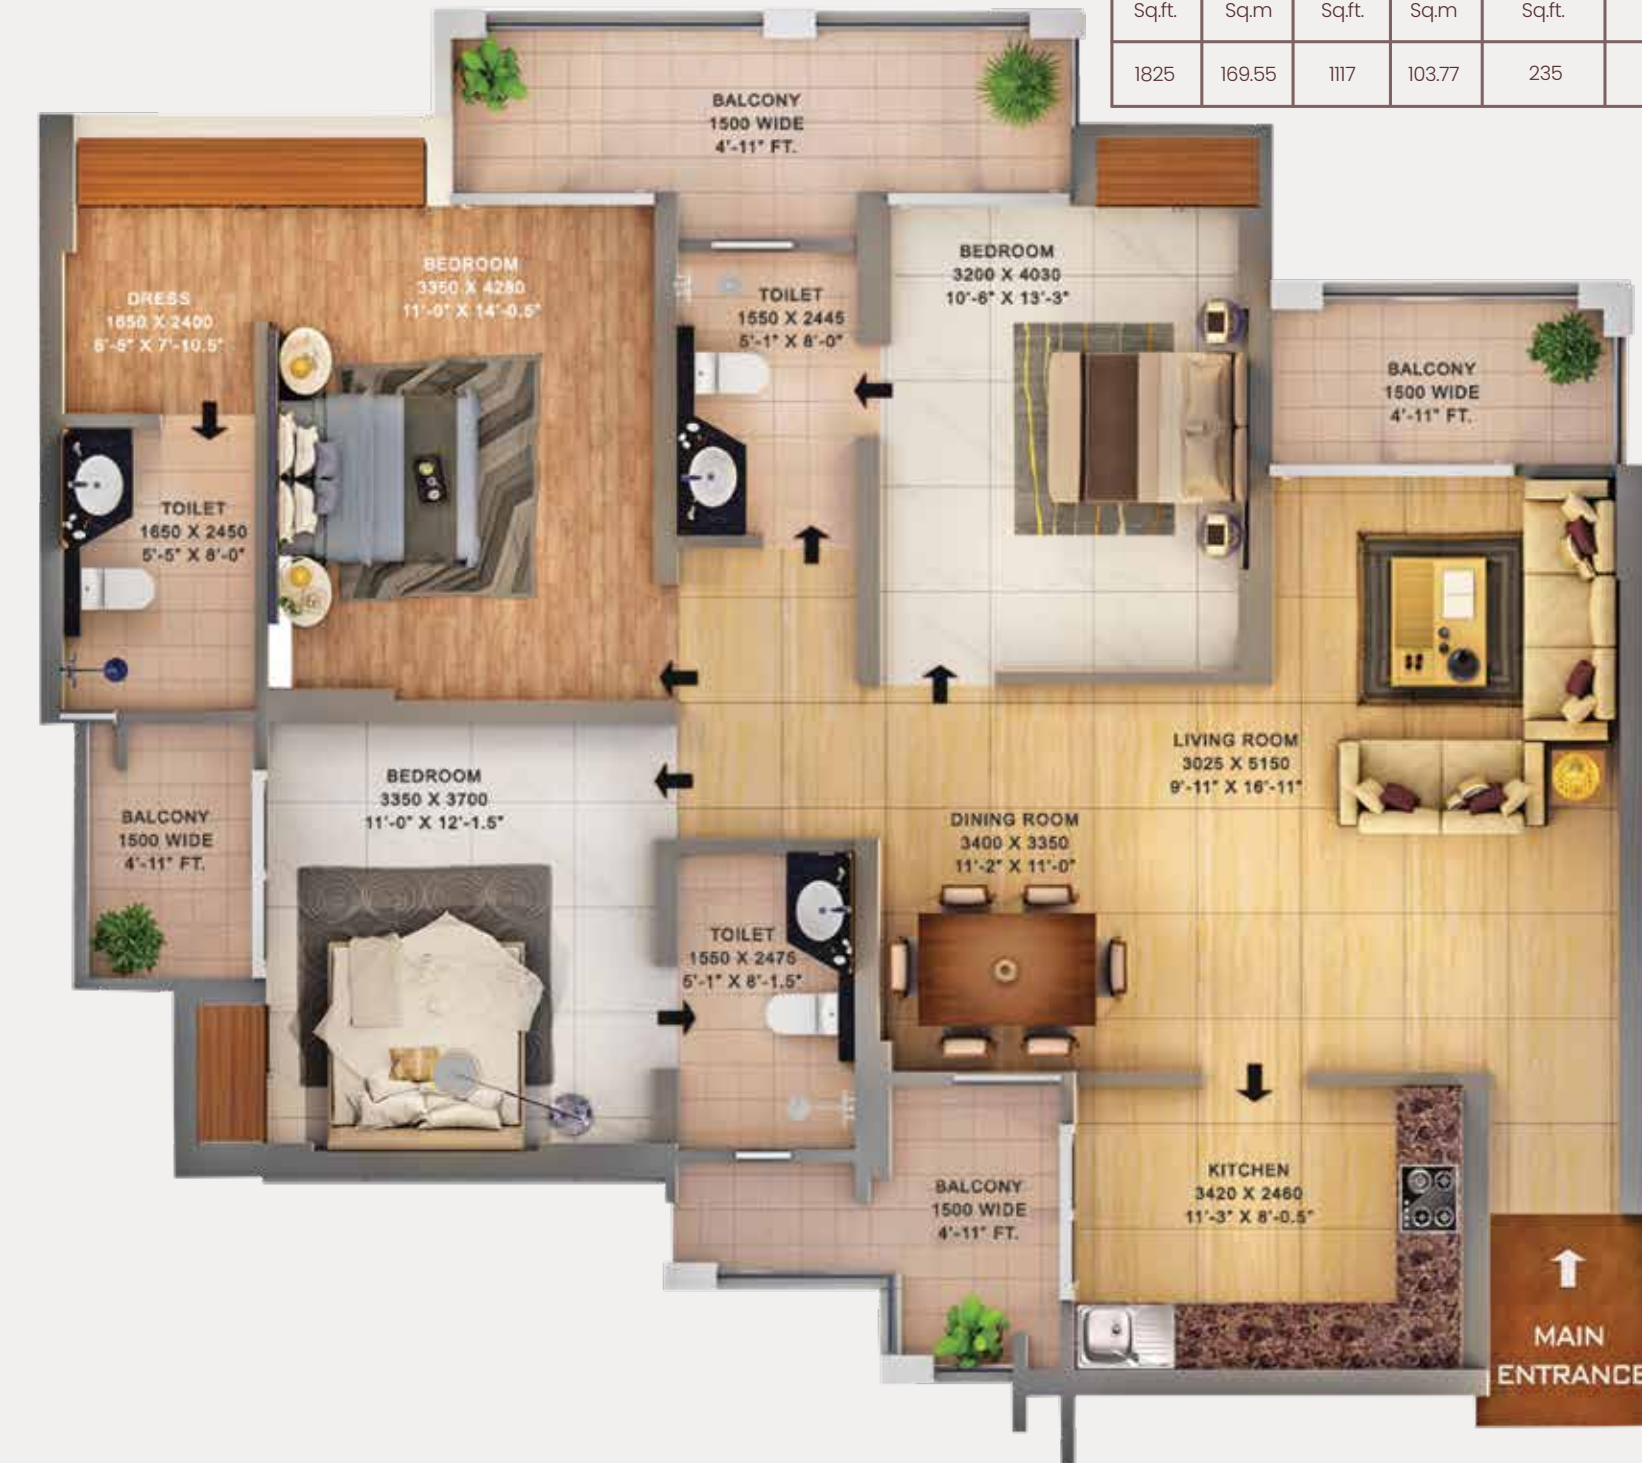 Sq.ft. Sq.m Sq.ft. Sq.m Sq.ft.
1825 169.55 1117 103.77 235
BALCONY
1500 WIDE
4'-11" FT.
BEDROOM
3350 X 4280
11'-0" X 14'-0.5"
DRESS
1650 X 2400
5'-5" X 7'-10.5"
TOILET
1550 X 2445
5'-1" X 8'-0"
BEDROOM
3200 X 4030
10'-6" X 13'-3"
BALCONY
1500 WIDE
4'-11" FT.
TOILET
1650 X 2450
5'-5" X 8'-0"
LIVING ROOM
3025 X 5150
9'-11" X 16'-11"
BEDROOM
3350 X 3700
11'-0" X 12'-1.5"
BALCONY
1500 WIDE
4'-11" FT.
DINING ROOM
3400 X 3350
11'-2" X 11'-0"
TOILET
1550 X 2475
5'-1" X 8'-1.5"
BALCONY
1500 WIDE
4'-11" FT.
KITCHEN
3420 X 2460
11'-3" X 8'-0.5"
MAIN
ENTRANCE